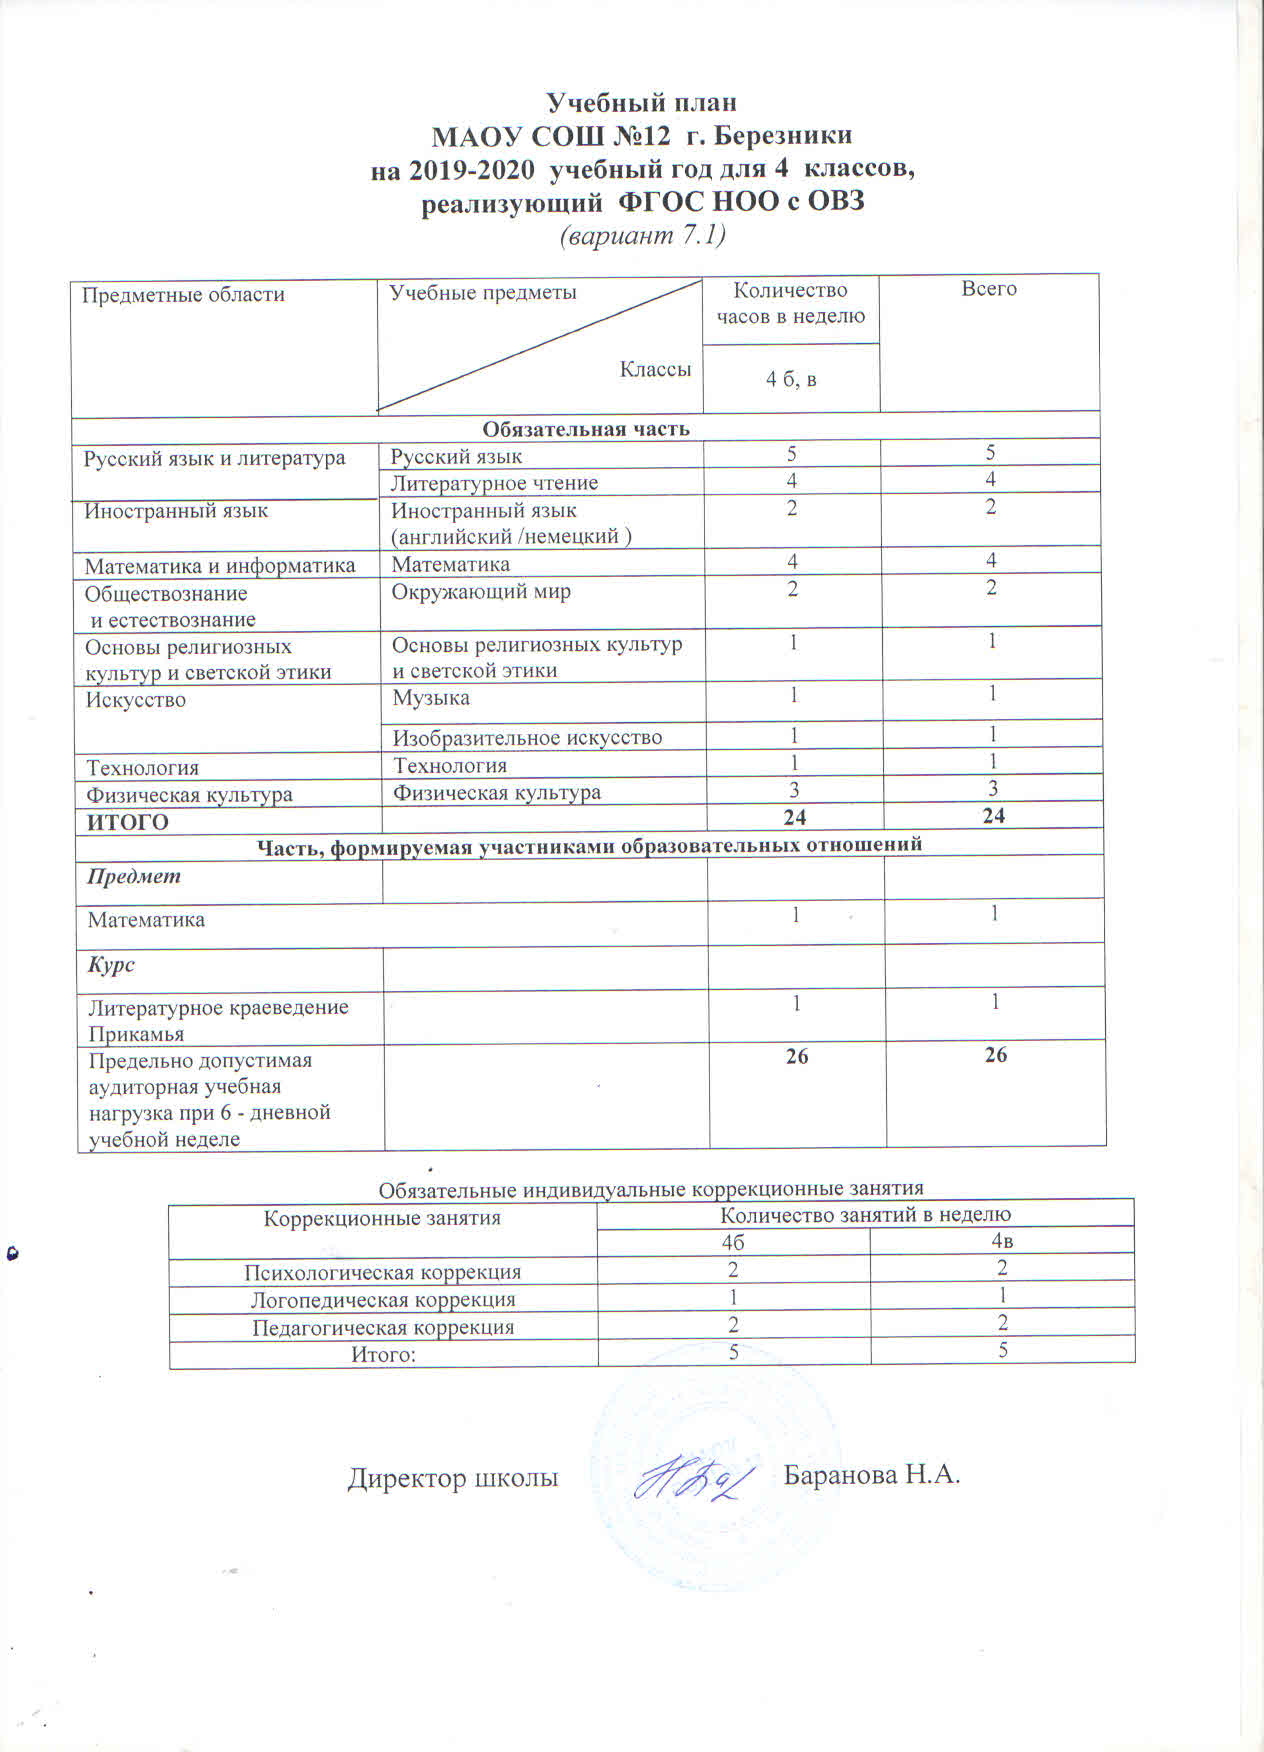 Учебный план
МАОУ СОШ №12 г. Березники
на 2019-2020 учебный год для 4 классов,
реализующий ФГОС НОО с ОВЗ
(вариант 7.1)
Предметные области Учебные предметы Количество Всего
часов в неделю
Классы 4 б, в
Обязательная часть
Русский язык и литература Русский язык 5 5
Литературное чтение 4 4
Иностранный язык Иностранный язык 2 2
(английский /немецкий )
Математика и информатика Математика 4 4
Обществознание Окружающий мир 2 2
и естествознание
Основы религиозных Основы религиозных культур 1 1
культур и светской этики и светской этики
Искусство Музыка 1 1
Изобразительное искусство 1 1
Технология Технология 1 1
Физическая культура Физическая культура 3 3
ИТОГО 24 24
Часть, формируемая участниками образовательных отношений
Предмет
Математика 1 1
Курс
Литературное краеведение 1 1
Прикамья
Предельно допустимая 26 26
аудиторная учебная
нагрузка при 6 - дневной
учебной неделе
Обязательные индивидуальные коррекционные занятия
Коррекционные занятия Количество занятий в неделю
4б 4в
Психологическая коррекция 2 2
Логопедическая коррекция 1 1
Педагогическая коррекция 2 2
Итого: 5 5
Директор школы Баранова Н.А.